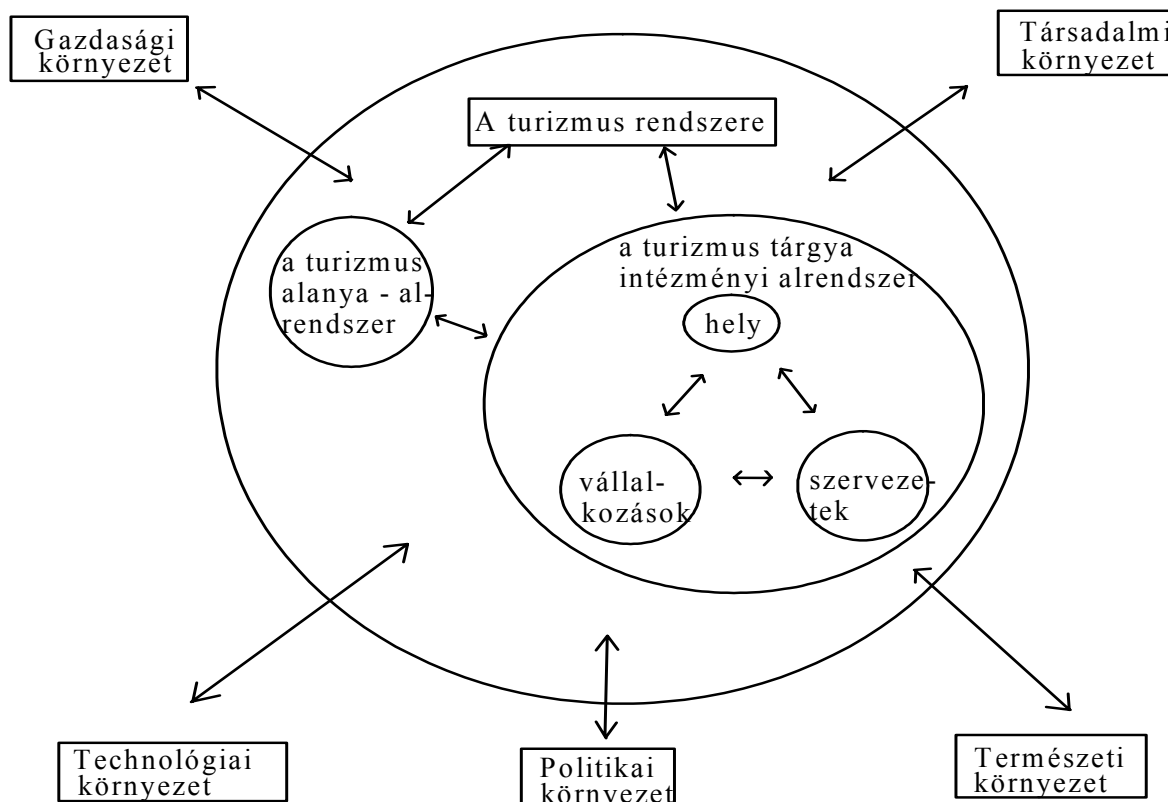 Gazdasági
környezet
Társadalmi
környezet
A turizmus rendszere
a turizmus
alanya - al-
rendszer
a turizmus tárgya
intézményi alrendszer
hely
vállal-
kozások
szerveze-
tek
Technológiai
környezet
Politikai
környezet
Természeti
környezet